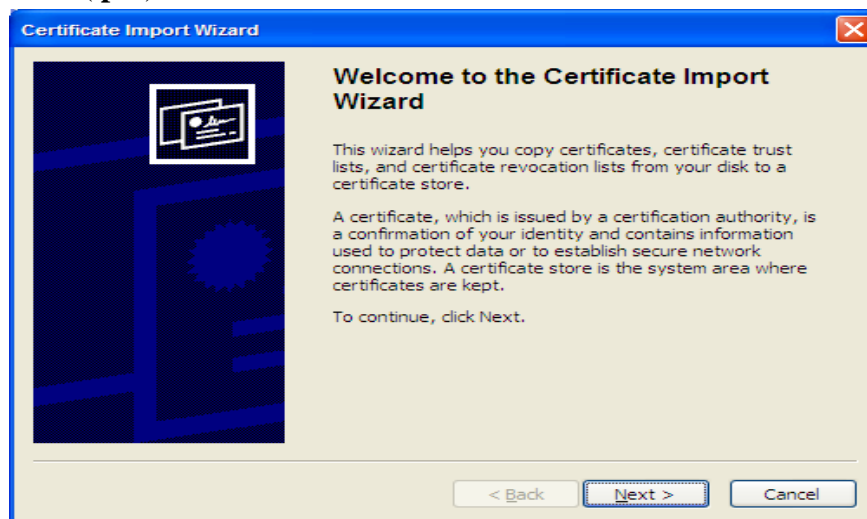 Certificate Import Wizard
Welcome to the Certificate Import
Wizard
This wizard helps you copy certificates, certificate trust
lists, and certificate revocation lists from your disk to a
certificate store.
A certificate, which is issued by a certification authority, is
a confirmation of your identity and contains information
used to protect data or to establish secure network
connections. A certificate store is the system area where
certificates are kept.
To continue, click Next.
< Back
Next >
Cancel